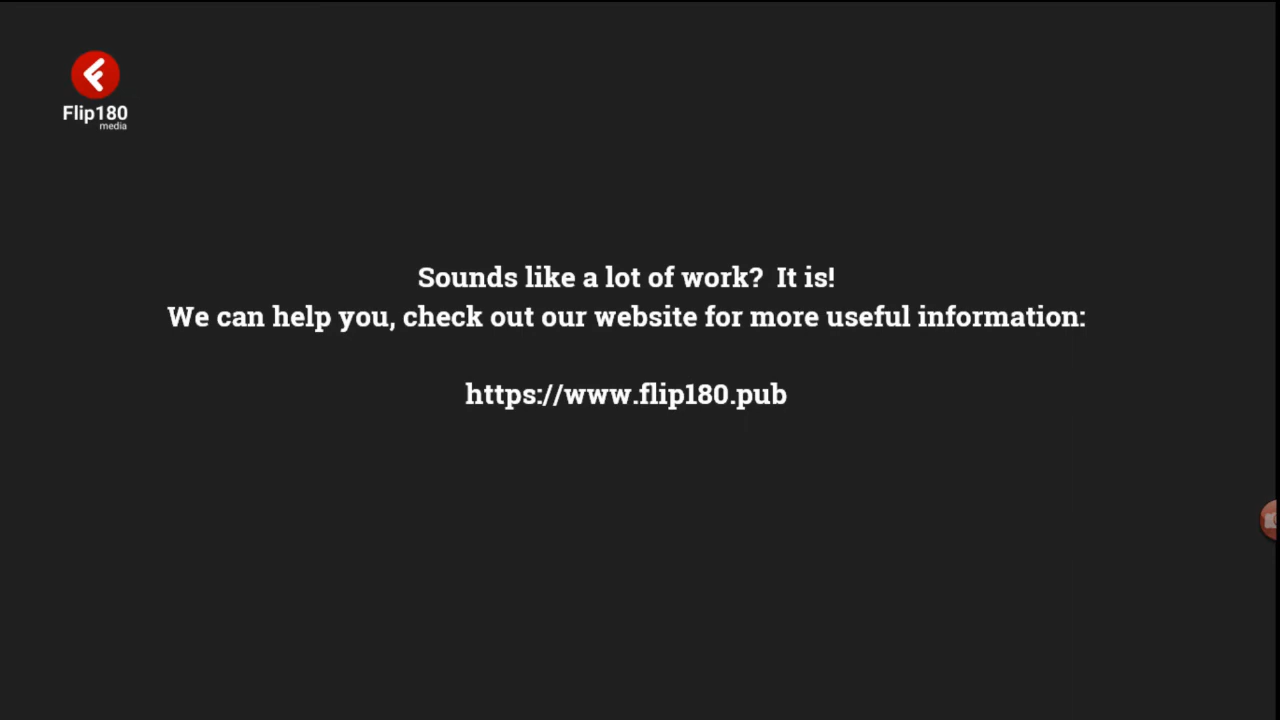 Flip180
media
Sounds like a lot of work?  It is!
We can help you, check out our website for more useful information:
https://www.flip180.pub